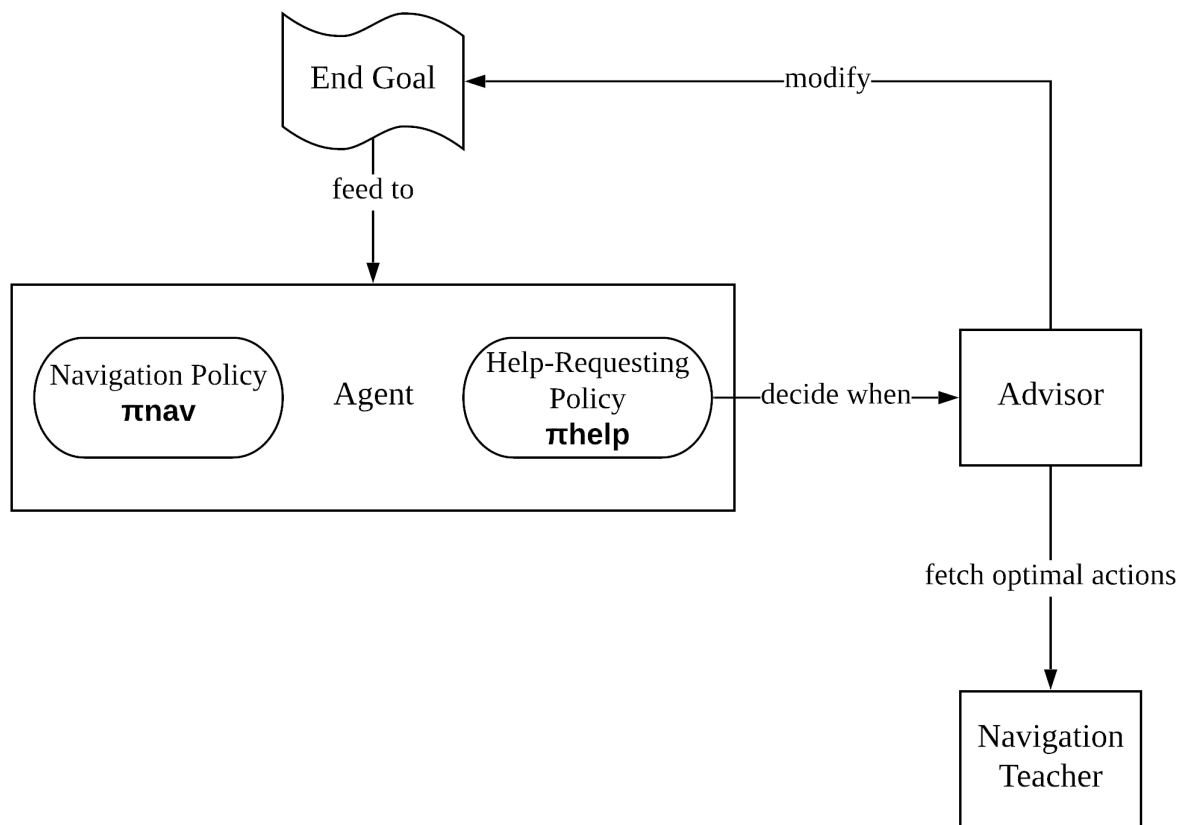 End Goal
modify
feed to
Navigation Policy
πnav
Agent
Help-Requesting
Policy
πhelp
decide when
Advisor
fetch optimal actions
Navigation
Teacher